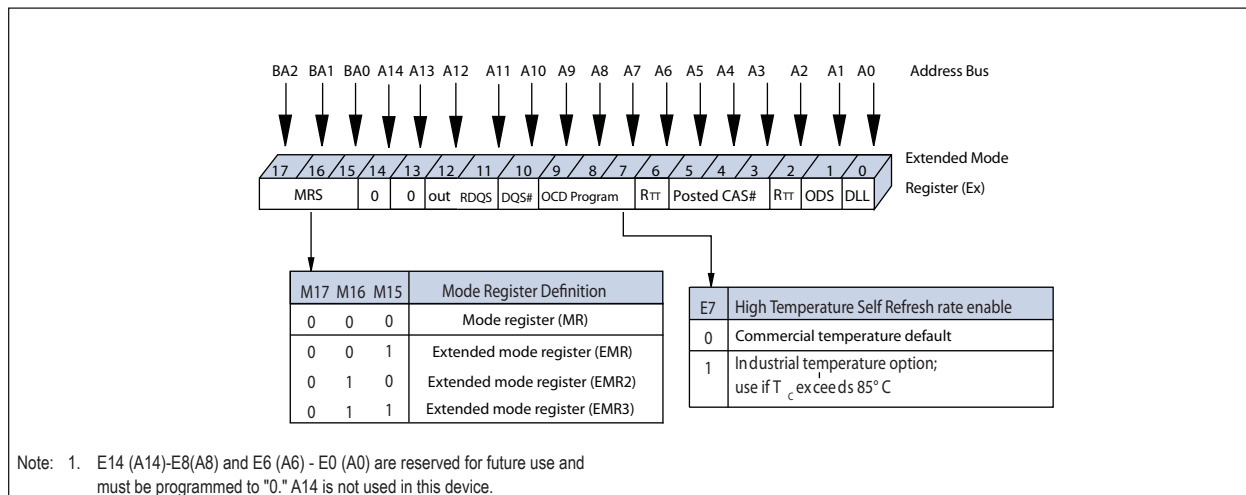 BA2 BA1 BA0 A14 A13 A12 A11 A10 A9 A8 A7 A6 A5 A4 A3 A2 A1 A0 Address Bus
17 16 15 14 13 12 11 10 9 8 7 6 5 4 3 2 1 0 Extended Mode
Register (Ex)
MRS 0 0 out RDQS DQS# OCD Program RTT Posted CAS# RTT ODS DLL
M17 M16 M15 Mode Register Definition
0 0 0 Mode register (MR)
0 0 1 Extended mode register (EMR)
0 1 0 Extended mode register (EMR2)
0 1 1 Extended mode register (EMR3)
E7 High Temperature Self Refresh rate enable
0 Commercial temperature default
1 Industrial temperature option;
use if TC exceeds 85° C
Note: 1. E14 (A14)-E8(A8) and E6 (A6) - E0 (A0) are reserved for future use and
must be programmed to "0." A14 is not used in this device.